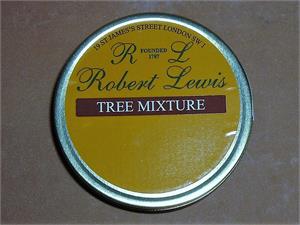 19 ST JAMES'S STREET LONDON SW1
R FOUNDED L
1787
Robert Lewis
TREE MIXTURE